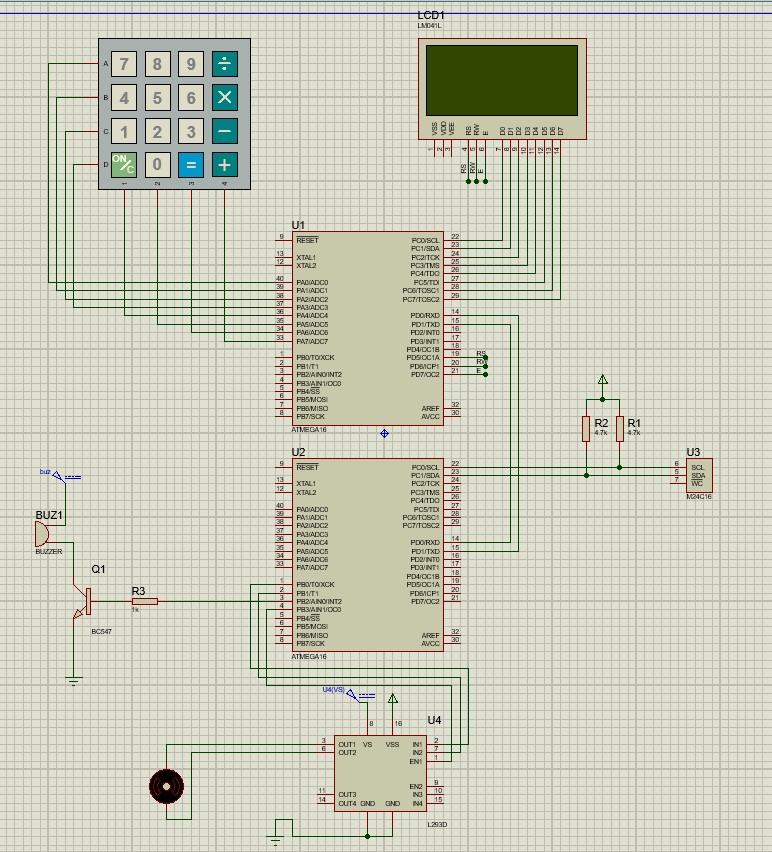 LCD1
LM041L
7 8 9 ÷
4 5 6 ×
1 2 3 −
ON/C 0 = +
A
B
C
D
1 2 3 4
VSS VDD VEE RS RW E D0 D1 D2 D3 D4 D5 D6 D7
1 2 3 4 5 6 7 8 9 10 11 12 13 14
RS RW E
U1
9 RESET PC0/SCL 22
PC1/SDA 23
13 XTAL1 PC2/TCK 24
12 XTAL2 PC3/TMS 25
PC4/TDO 26
40 PA0/ADC0 PC5/TDI 27
39 PA1/ADC1 PC6/TOSC1 28
38 PA2/ADC2 PC7/TOSC2 29
37 PA3/ADC3
36 PA4/ADC4 PD0/RXD 14
35 PA5/ADC5 PD1/TXD 15
34 PA6/ADC6 PD2/INT0 16
33 PA7/ADC7 PD3/INT1 17
PD4/OC1B 18
1 PB0/T0/XCK PD5/OC1A 19 RS
2 PB1/T1 PD6/ICP1 20 RW
3 PB2/AIN0/INT2 PD7/OC2 21 E
4 PB3/AIN1/OC0
5 PB4/SS
6 PB5/MOSI
7 PB6/MISO AREF 32
8 PB7/SCK AVCC 30
ATMEGA16
R2
4.7k
R1
4.7k
U3
6 SCL
5 SDA
7 WC
M24C16
U2
9 RESET PC0/SCL 22
PC1/SDA 23
13 XTAL1 PC2/TCK 24
12 XTAL2 PC3/TMS 25
PC4/TDO 26
40 PA0/ADC0 PC5/TDI 27
39 PA1/ADC1 PC6/TOSC1 28
38 PA2/ADC2 PC7/TOSC2 29
37 PA3/ADC3
36 PA4/ADC4 PD0/RXD 14
35 PA5/ADC5 PD1/TXD 15
34 PA6/ADC6 PD2/INT0 16
33 PA7/ADC7 PD3/INT1 17
PD4/OC1B 18
1 PB0/T0/XCK PD5/OC1A 19
2 PB1/T1 PD6/ICP1 20
3 PB2/AIN0/INT2 PD7/OC2 21
4 PB3/AIN1/OC0
5 PB4/SS
6 PB5/MOSI
7 PB6/MISO AREF 32
8 PB7/SCK AVCC 30
ATMEGA16
buz
BUZ1
BUZZER
Q1
BC547
R3
1k
U4(VS)
8 16
U4
3 OUT1 VS VSS IN1 2
6 OUT2 IN2 7
EN1 1
EN2 9
11 OUT3 IN3 10
14 OUT4 GND GND IN4 15
L293D